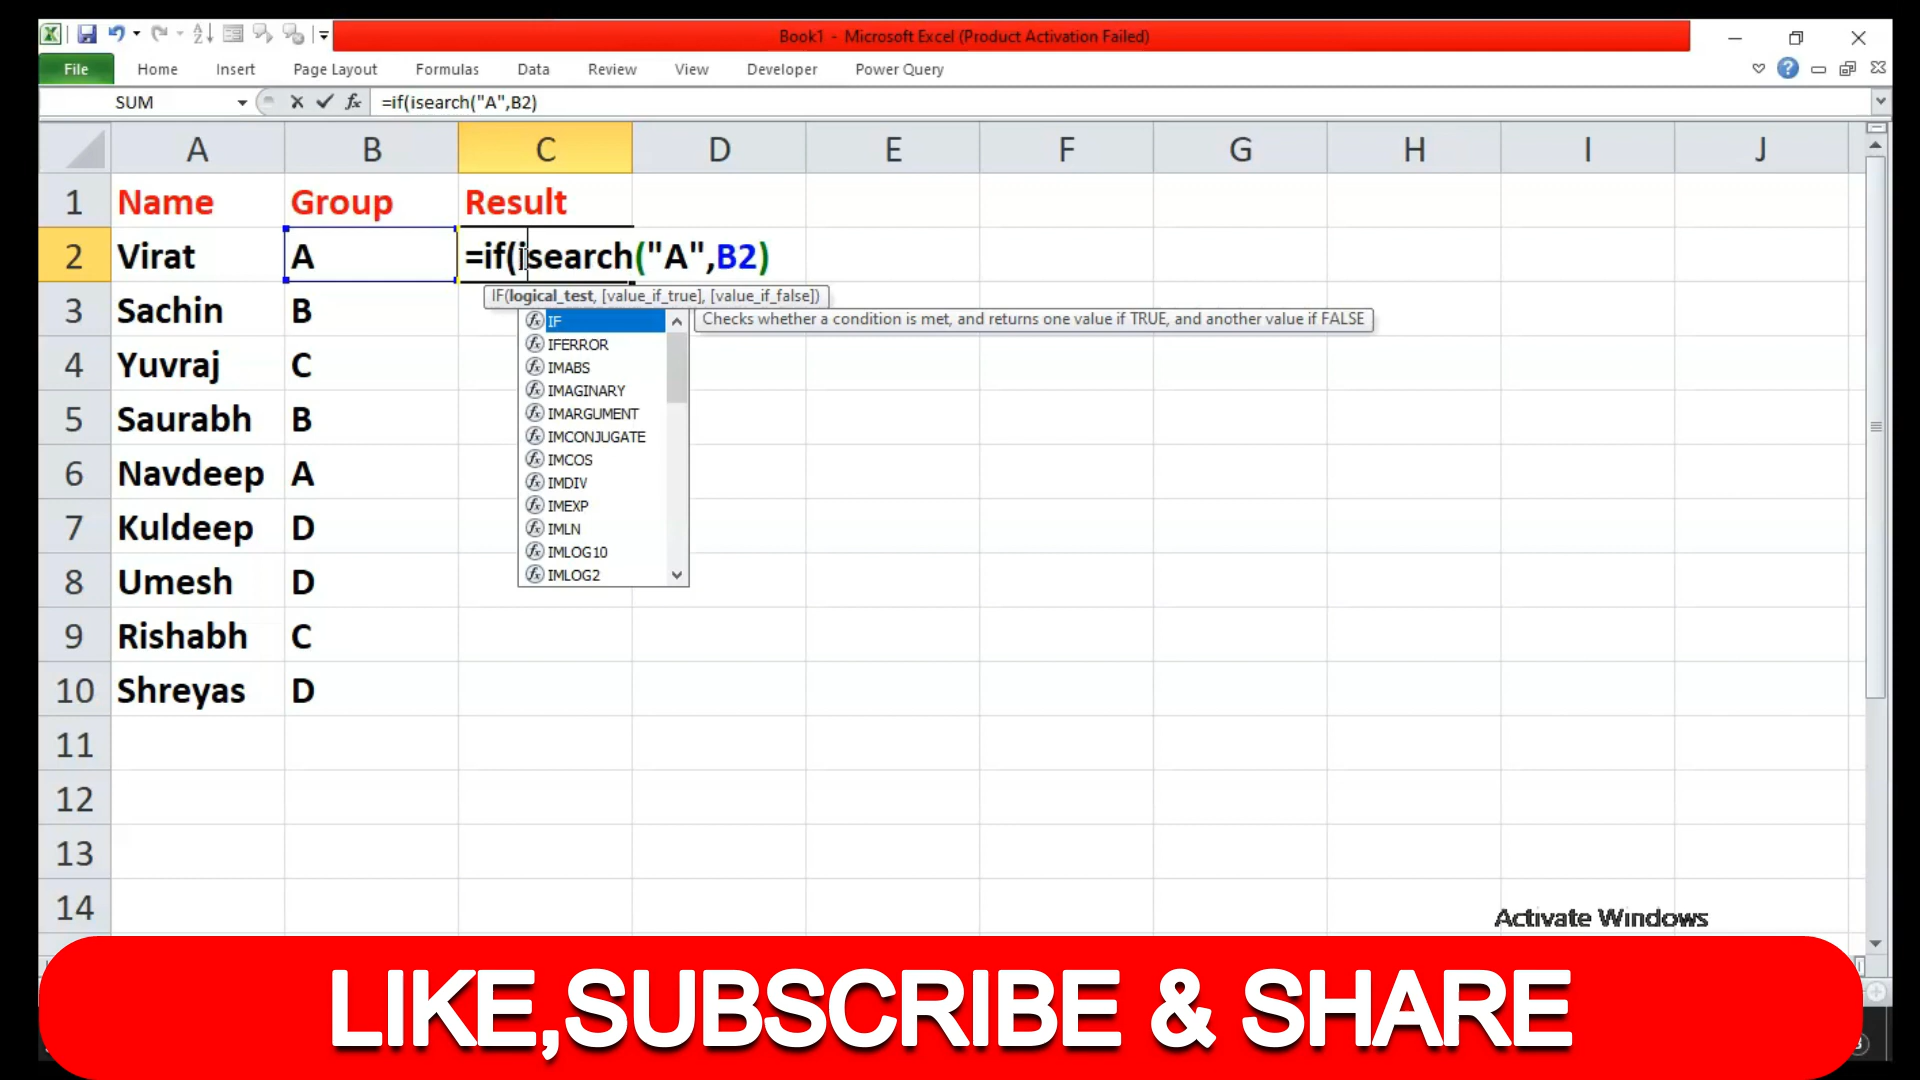 Book1 - Microsoft Excel (Product Activation Failed)
File Home Insert Page Layout Formulas Data Review View Developer Power Query
SUM =if(isearch("A",B2)
A B C D E F G H I J
1 Name Group Result
2 Virat A =if(isearch("A",B2)
IF(logical_test, [value_if_true], [value_if_false])
IF Checks whether a condition is met, and returns one value if TRUE, and another value if FALSE
3 Sachin B
IFERROR
4 Yuvraj C
IMABS
IMAGINARY
IMARGUMENT
5 Saurabh B
IMCONJUGATE
IMCOS
6 Navdeep A
IMDIV
IMEXP
7 Kuldeep D
IMLN
IMLOG10
8 Umesh D
IMLOG2
9 Rishabh C
10 Shreyas D
11
12
13
14
Activate Windows
LIKE,SUBSCRIBE & SHARE